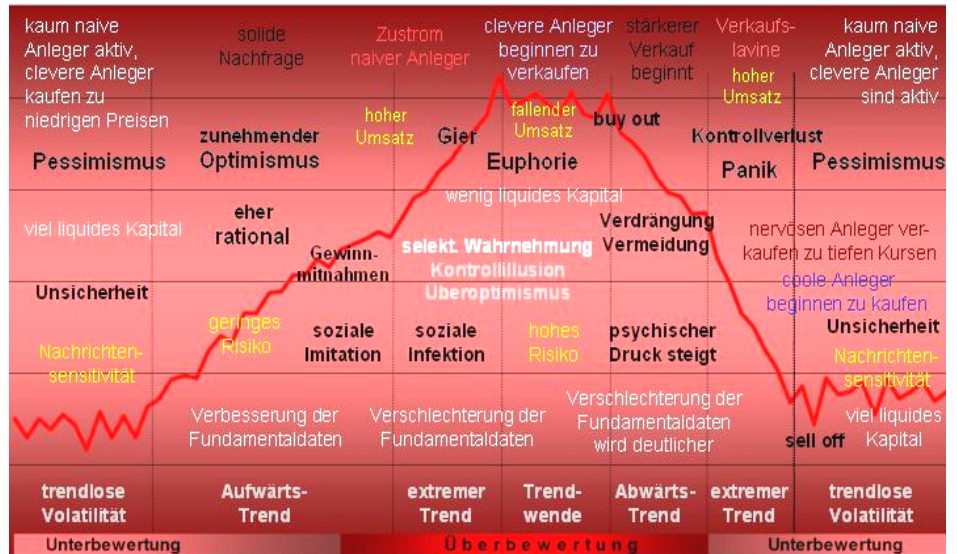 kaum naive
Anleger aktiv,
clevere Anleger
kaufen zu
niedrigen Preisen
solide
Nachfrage
Zustrom
naiver Anleger
clevere Anleger
beginnen zu
verkaufen
stärkerer
Verkauf
beginnt
Verkaufs-
lavine
hoher
Umsatz
kaum naive
Anleger aktiv,
clevere Anleger
sind aktiv
Pessimismus
zunehmender
Optimismus
hoher
Umsatz
Gier
fallender
Umsatz
Euphorie
buy out
Kontrollverlust
Panik
Pessimismus
viel liquides Kapital
eher
rational
Gewinn-
mitnahmen
wenig liquides Kapital
selekt. Wahrnehmung
Kontrollillusion
Überoptimismus
Verdrängung
Vermeidung
nervösen Anleger ver-
kaufen zu tiefen Kursen
coole Anleger
beginnen zu kaufen
Unsicherheit
Nachrichten-
sensitivität
geringes
Risiko
soziale
Imitation
soziale
Infektion
hohes
Risiko
psychischer
Druck steigt
Unsicherheit
Nachrichten-
sensitivität
Verbesserung der
Fundamentaldaten
Verschlechterung der
Fundamentaldaten
Verschlechterung der
Fundamentaldaten
wird deutlicher
sell off
viel liquides
Kapital
trendlose
Volatilität
Aufwärts-
Trend
extremer
Trend
Trend-
wende
Abwärts-
Trend
extremer
Trend
trendlose
Volatilität
Unterbewertung
Überbewertung
Unterbewertung